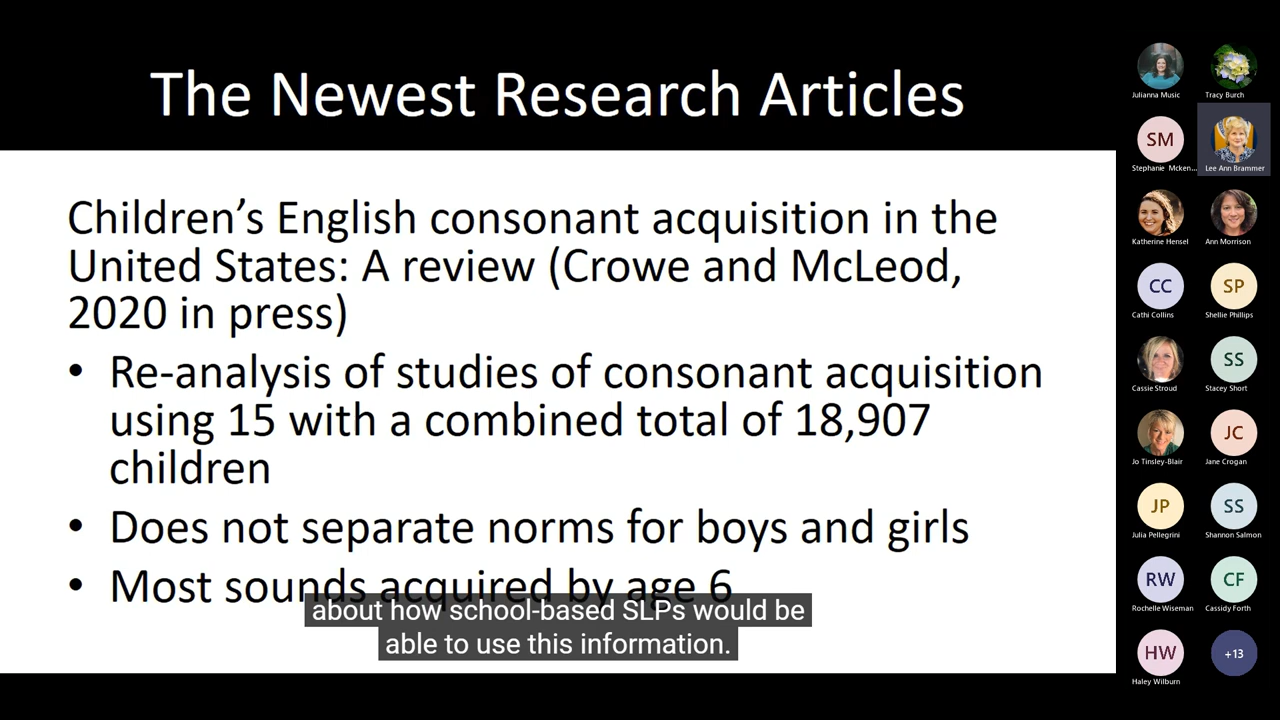 The Newest Research Articles
Children's English consonant acquisition in the
United States: A review (Crowe and McLeod,
2020 in press)
• Re-analysis of studies of consonant acquisition
using 15 with a combined total of 18,907
children
• Does not separate norms for boys and girls
• Most sounds acquired by age 6
about how school-based SLPs would be
able to use this information.
Julianna Music
Tracy Burch
SM
Stephanie Mcken...
Lee Ann Brammer
Katherine Hensel
Ann Morrison
CC
Cathi Collins
SP
Shellie Phillips
Cassie Stroud
SS
Stacey Short
Jo Tinsley-Blair
JC
Jane Crogan
JP
Julia Pellegrini
SS
Shannon Salmon
RW
Rochelle Wiseman
CF
Cassidy Forth
HW
Haley Wilburn
+13